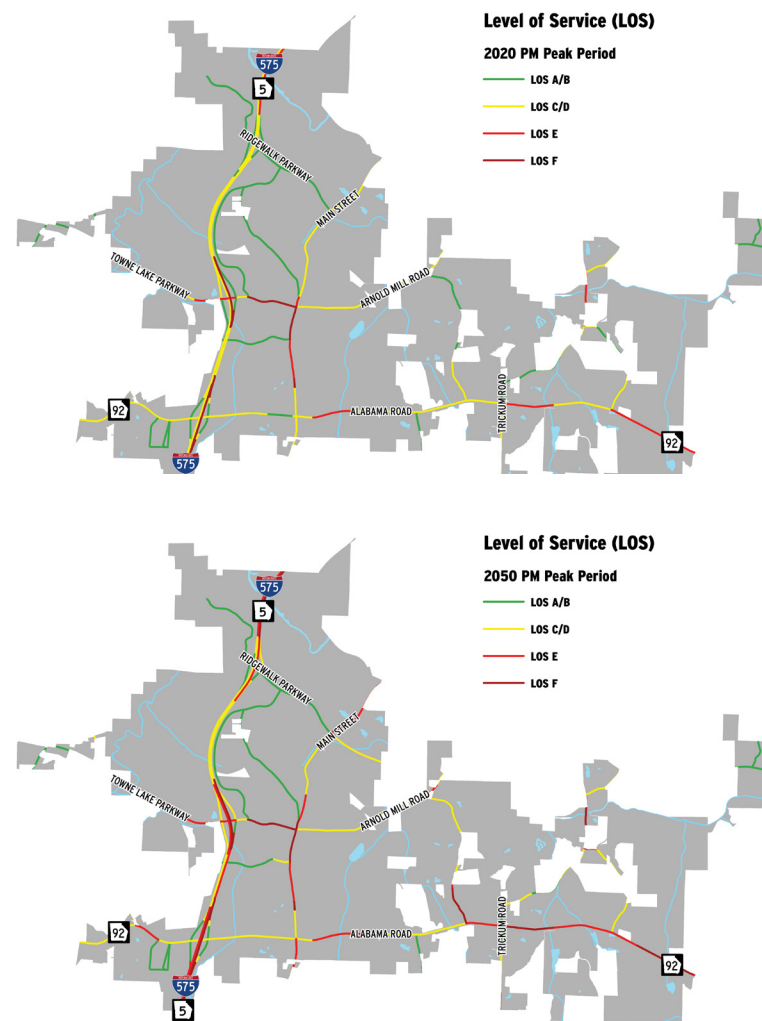 Level of Service (LOS)
2020 PM Peak Period
LOS A/B
LOS C/D
LOS E
LOS F
575
5
RIDGEWALK PARKWAY
MAIN STREET
TOWNE LAKE PARKWAY
ARNOLD MILL ROAD
TRICKUM ROAD
92
ALABAMA ROAD
92
575
Level of Service (LOS)
2050 PM Peak Period
LOS A/B
LOS C/D
LOS E
LOS F
575
5
RIDGEWALK PARKWAY
MAIN STREET
TOWNE LAKE PARKWAY
ARNOLD MILL ROAD
TRICKUM ROAD
92
ALABAMA ROAD
92
575
5